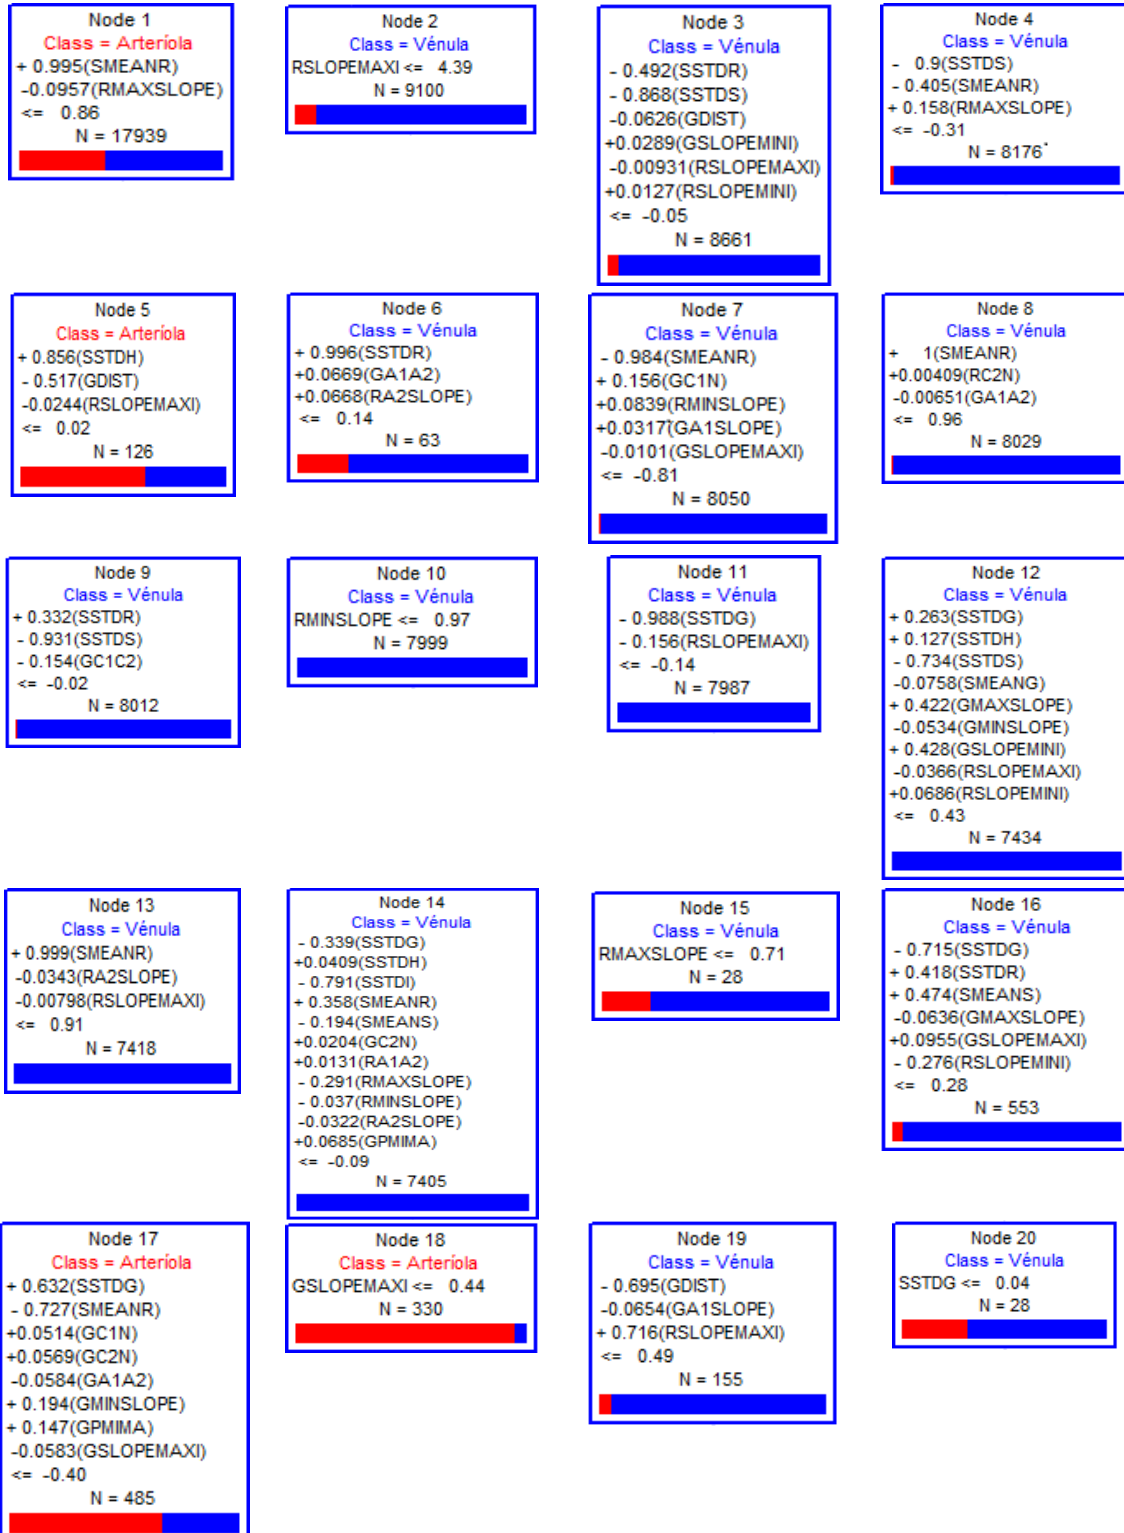 Node 1
Class = Arteríola
+ 0.995(SMEANR)
-0.0957(RMAXSLOPE)
<= 0.86
N = 17939
Node 2
Class = Vénula
RSLOPEMAXI <= 4.39
N = 9100
Node 3
Class = Vénula
- 0.492(SSTDR)
- 0.868(SSTDS)
-0.0626(GDIST)
+0.0289(GSLOPEMINI)
-0.00931(RSLOPEMAXI)
+0.0127(RSLOPEMINI)
<= -0.05
N = 8661
Node 4
Class = Vénula
- 0.9(SSTDS)
- 0.405(SMEANR)
+ 0.158(RMAXSLOPE)
<= -0.31
N = 8176
Node 5
Class = Arteríola
+ 0.856(SSTDH)
- 0.517(GDIST)
-0.0244(RSLOPEMAXI)
<= 0.02
N = 126
Node 6
Class = Vénula
+ 0.996(SSTDR)
+0.0669(GA1A2)
+0.0668(RA2SLOPE)
<= 0.14
N = 63
Node 7
Class = Vénula
- 0.984(SMEANR)
+ 0.156(GC1N)
+0.0839(RMINSLOPE)
+0.0317(GA1SLOPE)
-0.0101(GSLOPEMAXI)
<= -0.81
N = 8050
Node 8
Class = Vénula
+ 1(SMEANR)
+0.00409(RC2N)
-0.00651(GA1A2)
<= 0.96
N = 8029
Node 9
Class = Vénula
+ 0.332(SSTDR)
- 0.931(SSTDS)
- 0.154(GC1C2)
<= -0.02
N = 8012
Node 10
Class = Vénula
RMINSLOPE <= 0.97
N = 7999
Node 11
Class = Vénula
- 0.988(SSTDG)
- 0.156(RSLOPEMAXI)
<= -0.14
N = 7987
Node 12
Class = Vénula
+ 0.263(SSTDG)
+ 0.127(SSTDH)
- 0.734(SSTDS)
-0.0758(SMEANG)
+ 0.422(GMAXSLOPE)
-0.0534(GMINSLOPE)
+ 0.428(GSLOPEMINI)
-0.0366(RSLOPEMAXI)
+0.0686(RSLOPEMINI)
<= 0.43
N = 7434
Node 13
Class = Vénula
+ 0.999(SMEANR)
-0.0343(RA2SLOPE)
-0.00798(RSLOPEMAXI)
<= 0.91
N = 7418
Node 14
Class = Vénula
- 0.339(SSTDG)
+0.0409(SSTDH)
- 0.791(SSTDI)
+ 0.358(SMEANR)
- 0.194(SMEANS)
+0.0204(GC2N)
+0.0131(RA1A2)
- 0.291(RMAXSLOPE)
- 0.037(RMINSLOPE)
-0.0322(RA2SLOPE)
+0.0685(GPMIMA)
<= -0.09
N = 7405
Node 15
Class = Vénula
RMAXSLOPE <= 0.71
N = 28
Node 16
Class = Vénula
- 0.715(SSTDG)
+ 0.418(SSTDR)
+ 0.474(SMEANS)
-0.0636(GMAXSLOPE)
+0.0955(GSLOPEMAXI)
- 0.276(RSLOPEMINI)
<= 0.28
N = 553
Node 17
Class = Arteríola
+ 0.632(SSTDG)
- 0.727(SMEANR)
+0.0514(GC1N)
+0.0569(GC2N)
-0.0584(GA1A2)
+ 0.194(GMINSLOPE)
+ 0.147(GPMIMA)
-0.0583(GSLOPEMAXI)
<= -0.40
N = 485
Node 18
Class = Arteríola
GSLOPEMAXI <= 0.44
N = 330
Node 19
Class = Vénula
- 0.695(GDIST)
-0.0654(GA1SLOPE)
+ 0.716(RSLOPEMAXI)
<= 0.49
N = 155
Node 20
Class = Vénula
SSTDG <= 0.04
N = 28